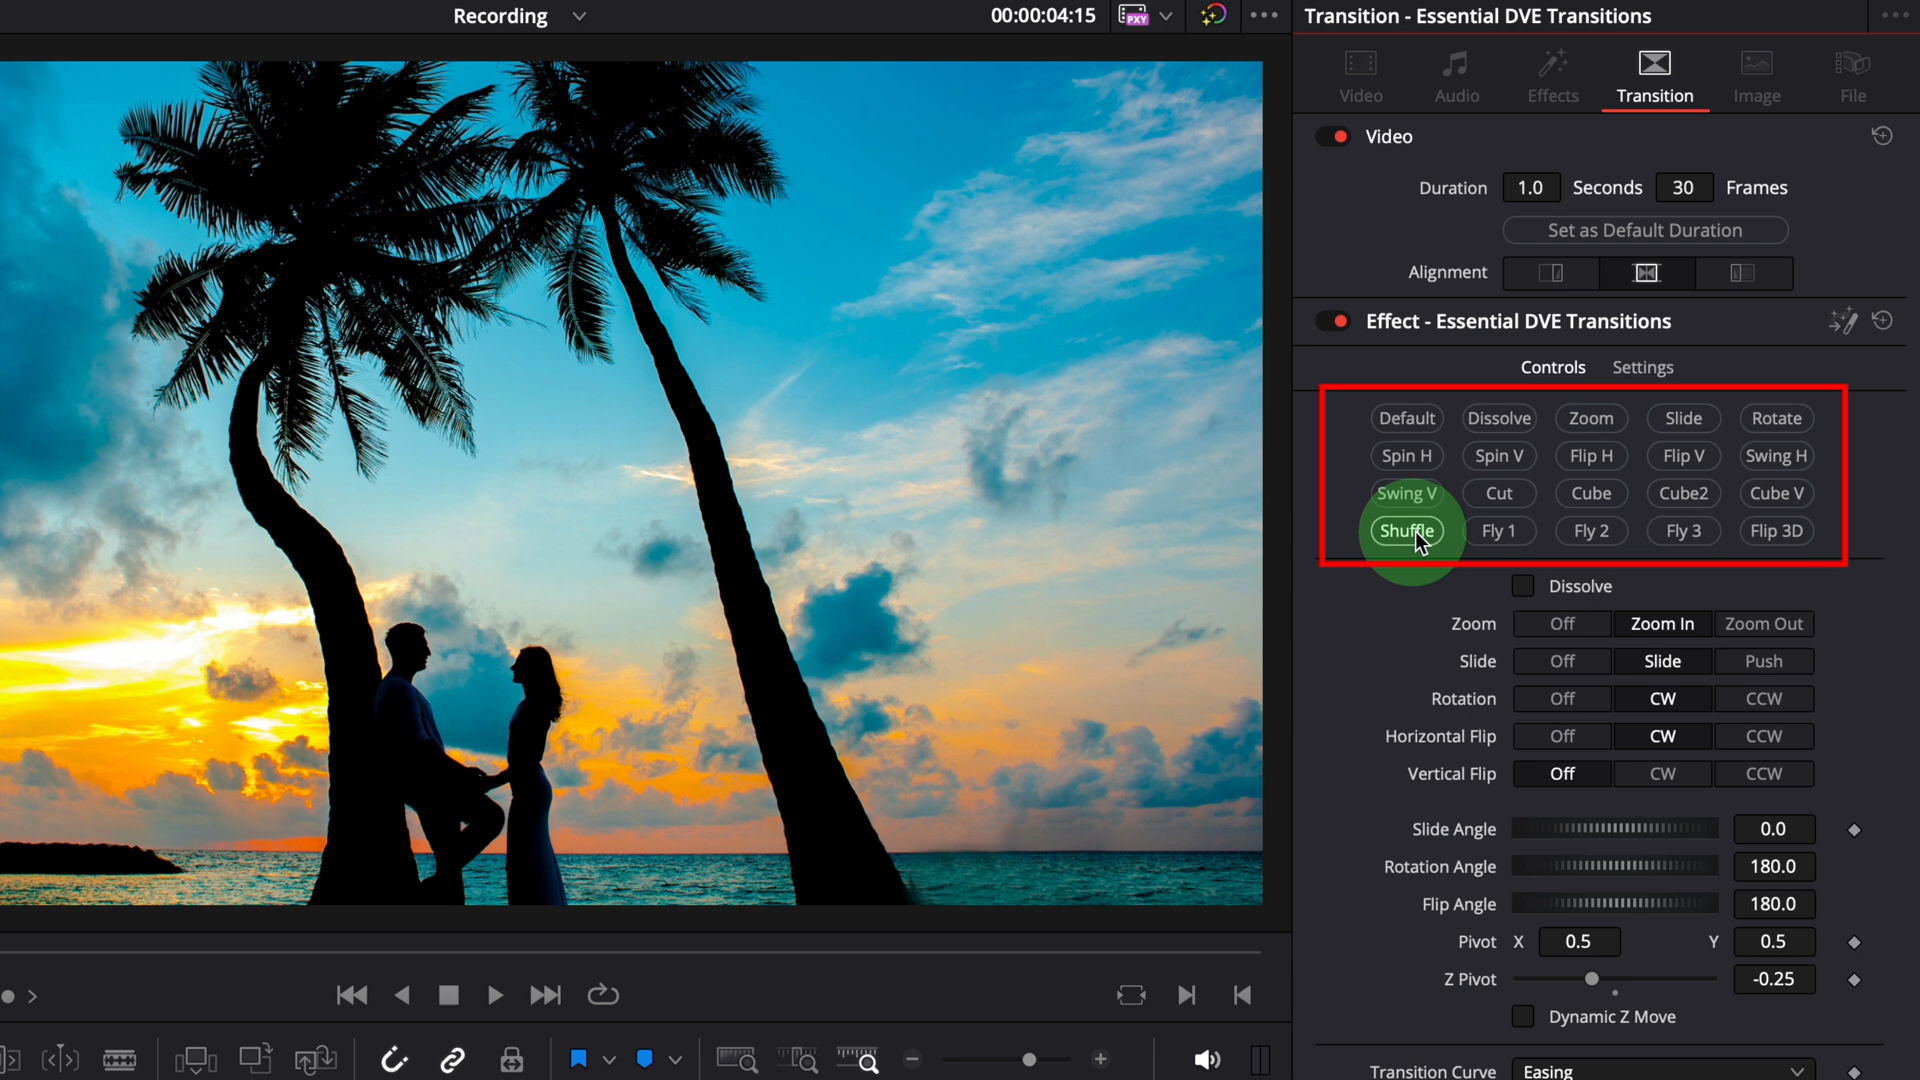 Recording
00:00:04:15
PXY
Transition - Essential DVE Transitions
Video Audio Effects Transition Image File
Video
Duration 1.0 Seconds 30 Frames
Set as Default Duration
Alignment
Effect - Essential DVE Transitions
Controls Settings
Default Dissolve Zoom Slide Rotate
Spin H Spin V Flip H Flip V Swing H
Swing V Cut Cube Cube2 Cube V
Shuffle Fly 1 Fly 2 Fly 3 Flip 3D
Dissolve
Zoom Off Zoom In Zoom Out
Slide Off Slide Push
Rotation Off CW CCW
Horizontal Flip Off CW CCW
Vertical Flip Off CW CCW
Slide Angle 0.0
Rotation Angle 180.0
Flip Angle 180.0
Pivot X 0.5 Y 0.5
Z Pivot -0.25
Dynamic Z Move
Transition Curve Easing